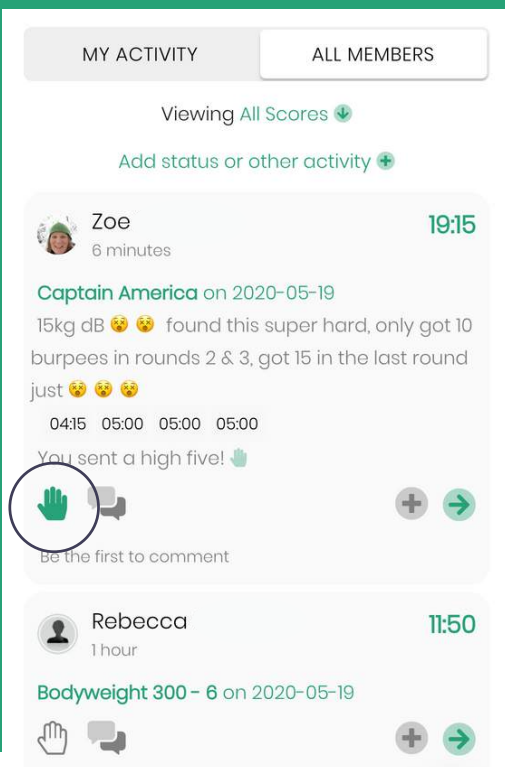 MY ACTIVITY ALL MEMBERS
Viewing All Scores
Add status or other activity
Zoe 19:15
6 minutes
Captain America on 2020-05-19
15kg dB 😵 😵 found this super hard, only got 10
burpees in rounds 2 & 3, got 15 in the last round
just 😵 😵 😵
04:15 05:00 05:00 05:00
You sent a high five!
Be the first to comment
Rebecca 11:50
1 hour
Bodyweight 300 - 6 on 2020-05-19